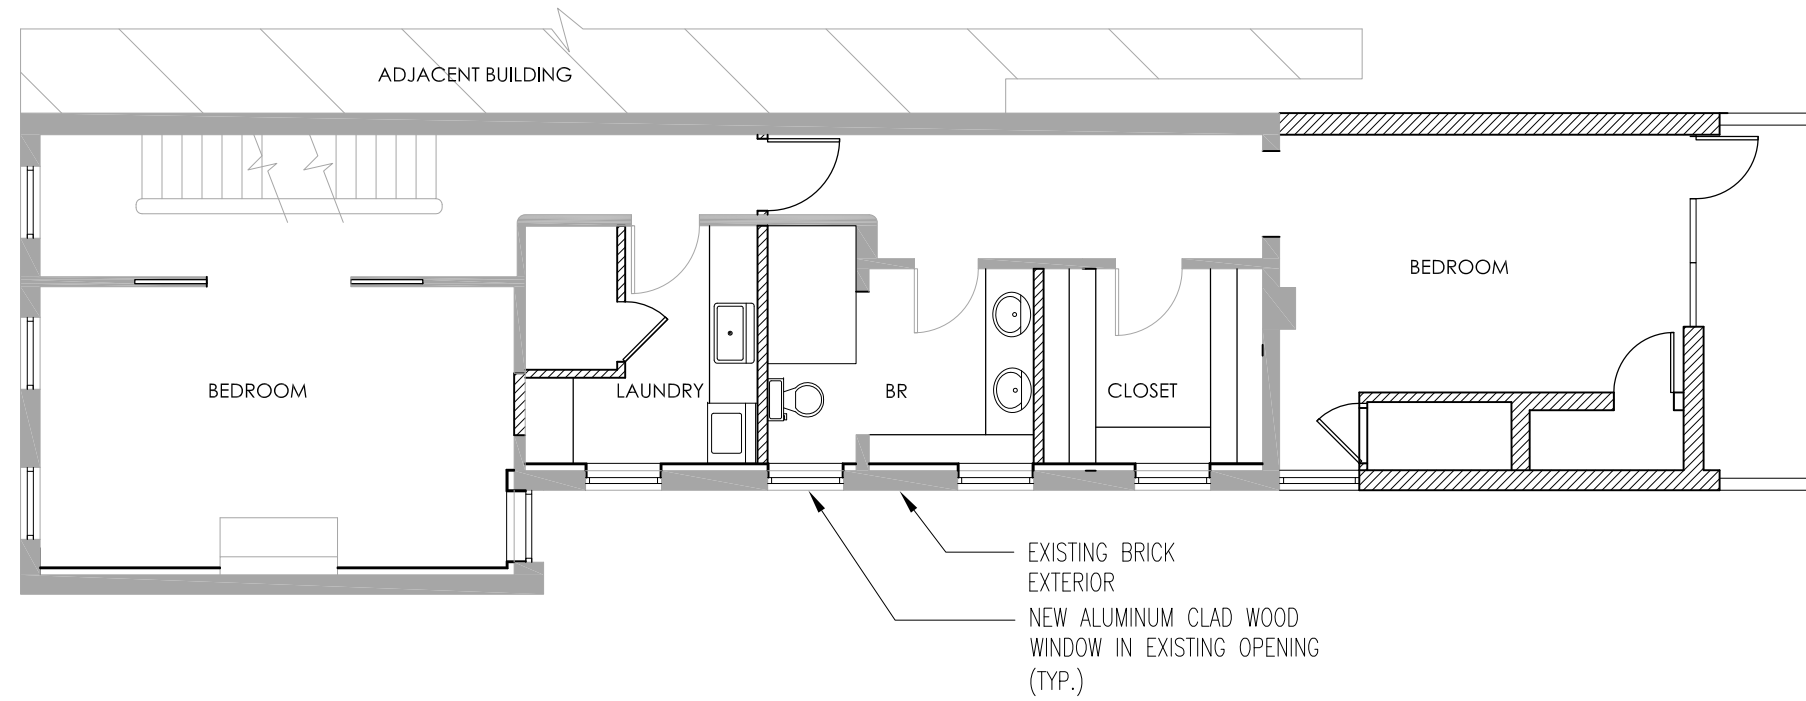 ADJACENT BUILDING
BEDROOM
BEDROOM
LAUNDRY
BR
CLOSET
EXISTING BRICK
EXTERIOR
NEW ALUMINUM CLAD WOOD
WINDOW IN EXISTING OPENING
(TYP.)